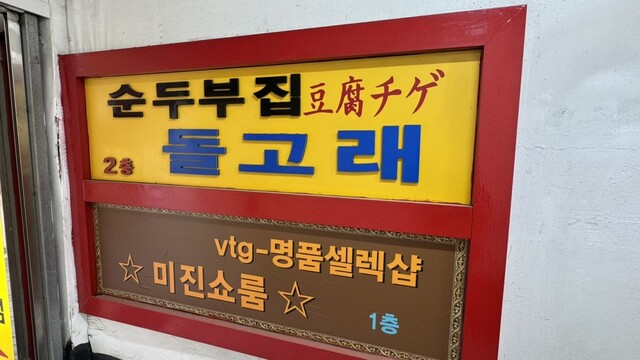 순두부집 豆腐チゲ
2층 돌고래
vtg-명품셀렉샵
☆ 미진쇼룸 ☆
1층